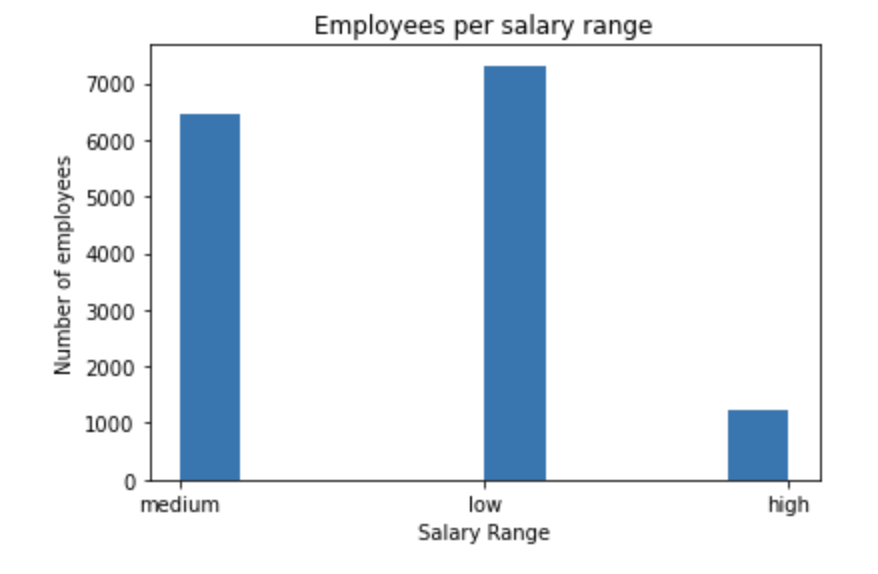 Employees per salary range
Number of employees
7000
6000
5000
4000
3000
2000
1000
0
medium low high
Salary Range